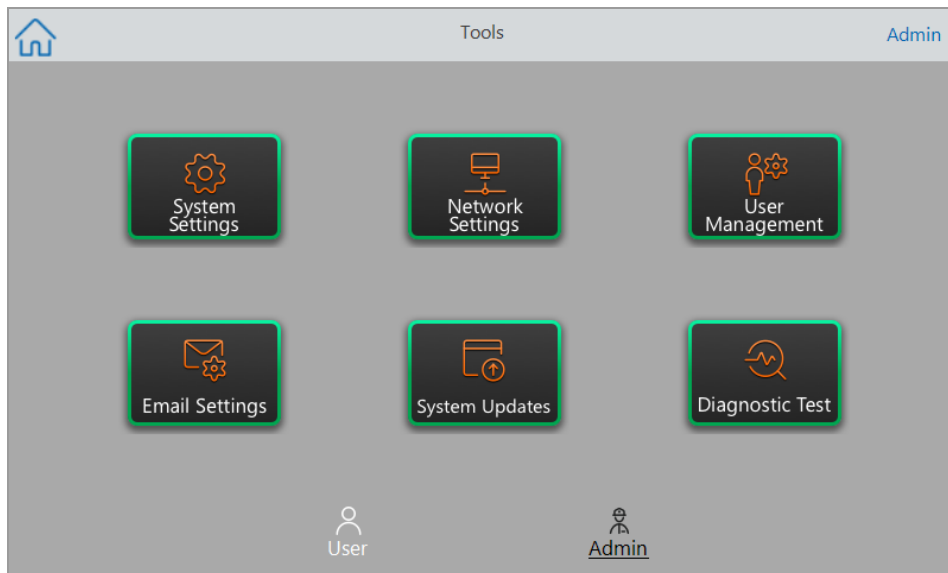 Tools
Admin
System
Settings
Network
Settings
User
Management
Email Settings
System Updates
Diagnostic Test
User
Admin